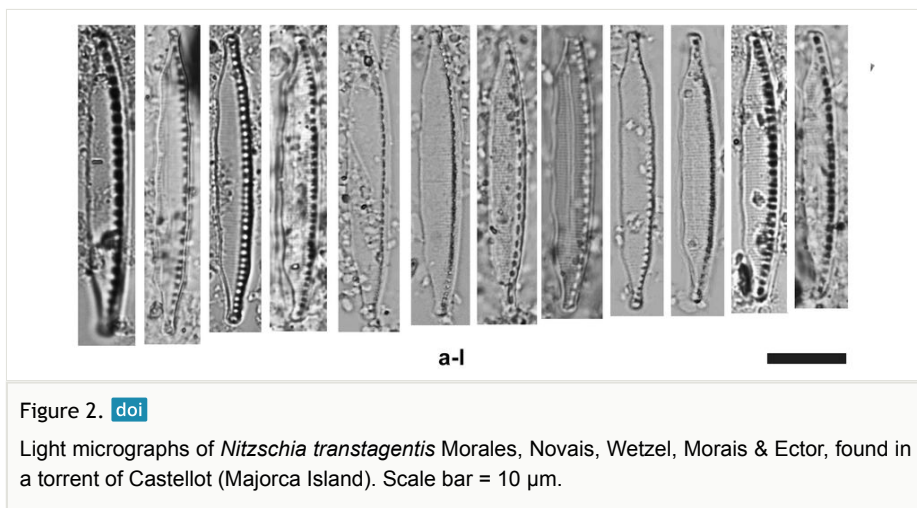 a-l
Figure 2. doi
Light micrographs of Nitzschia transtagentis Morales, Novais, Wetzel, Morais & Ector, found in
a torrent of Castellot (Majorca Island). Scale bar = 10 µm.